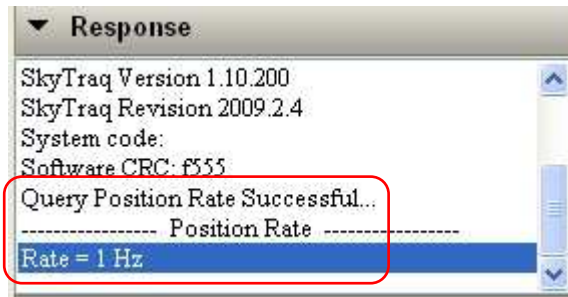 Response
SkyTraq Version 1.10.200
SkyTraq Revision 2009.2.4
System code:
Software CRC: f555
Query Position Rate Successful...
----------------- Position Rate -----------------
Rate = 1 Hz